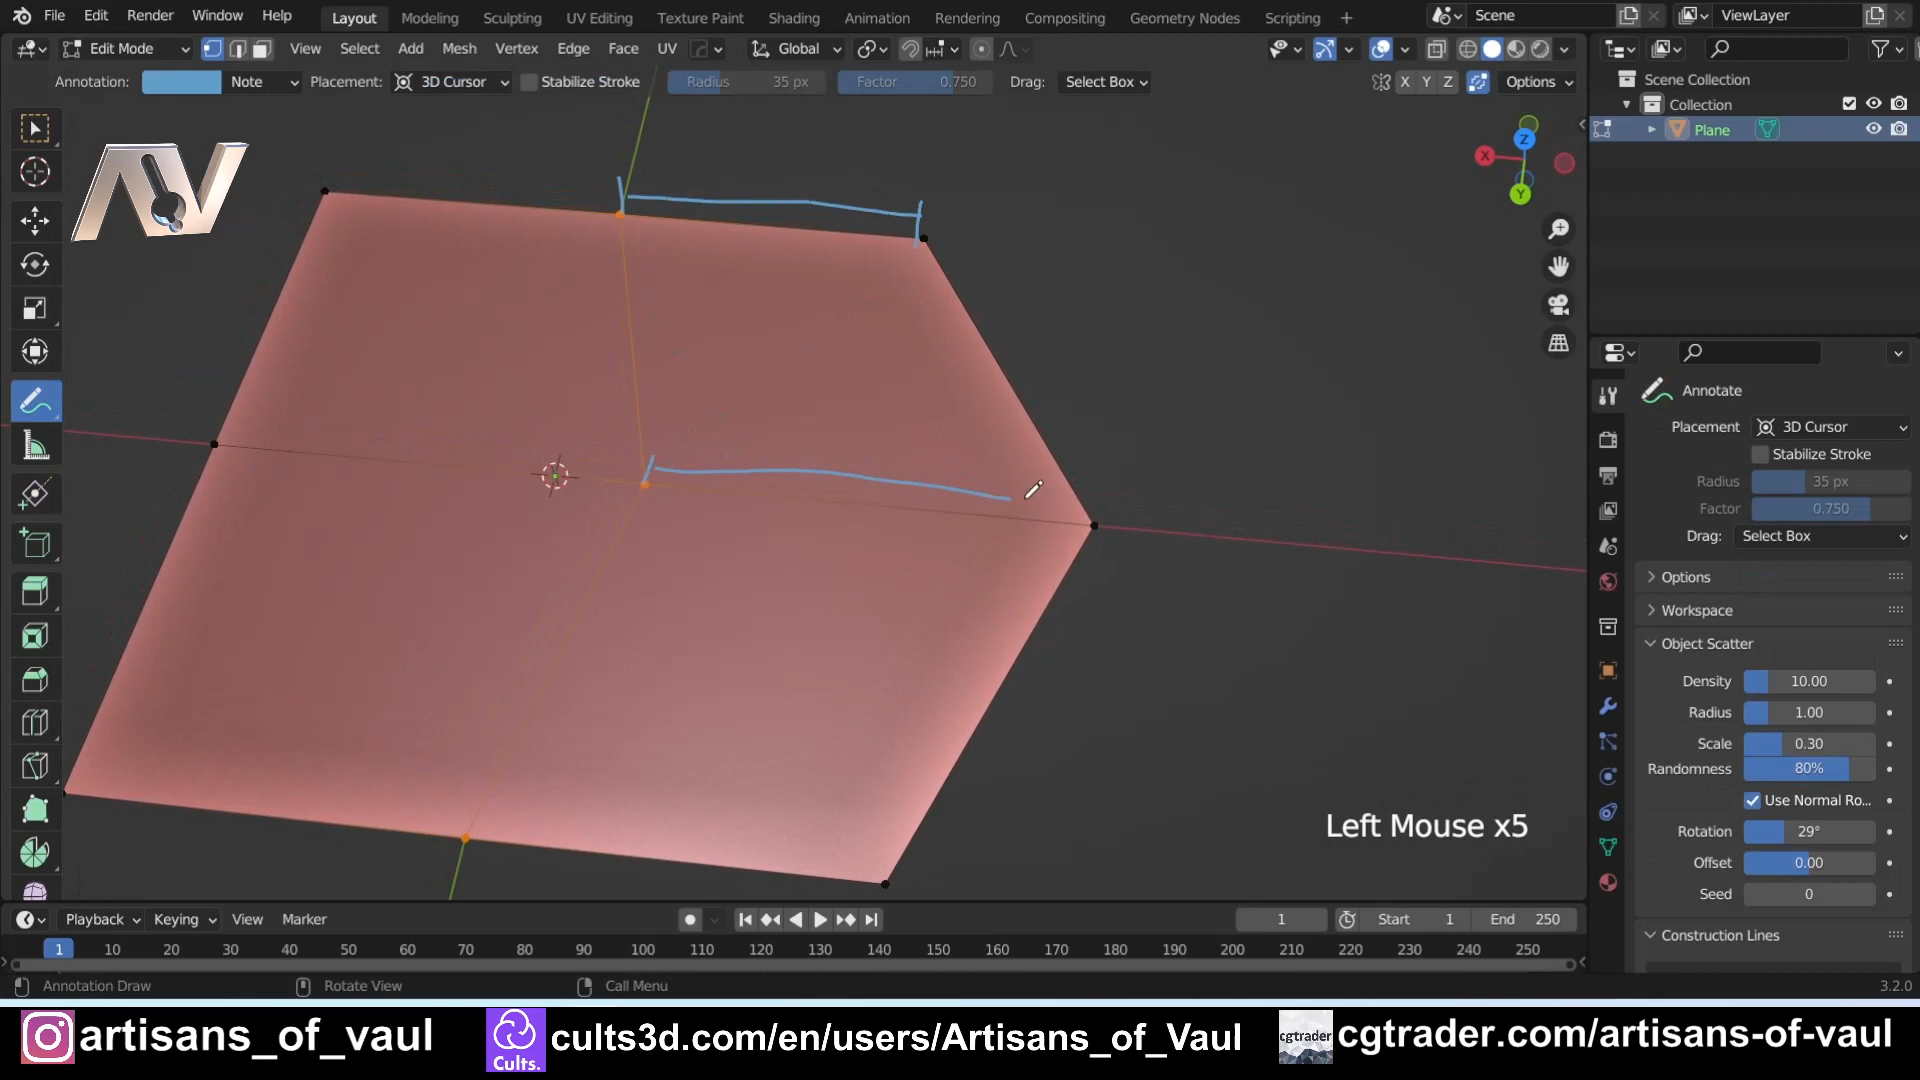 File Edit Render Window Help Layout Modeling Sculpting UV Editing Texture Paint Shading Animation Rendering Compositing Geometry Nodes Scripting + Scene ViewLayer
Edit Mode View Select Add Mesh Vertex Edge Face UV Global
Annotation: Note Placement: 3D Cursor Stabilize Stroke Radius 35 px Factor 0.750 Drag: Select Box X Y Z Options
Scene Collection
Collection
Plane
Z
X
Y
AV
Annotate
Placement 3D Cursor
Stabilize Stroke
Radius 35 px
Factor 0.750
Drag: Select Box
Options
Workspace
Object Scatter
Density 10.00
Radius 1.00
Scale 0.30
Randomness 80%
Use Normal Ro...
Rotation 29°
Offset 0.00
Seed 0
Construction Lines
Left Mouse x5
Playback Keying View Marker 1 Start 1 End 250
1 10 20 30 40 50 60 70 80 90 100 110 120 130 140 150 160 170 180 190 200 210 220 230 240 250
Annotation Draw Rotate View Call Menu 3.2.0
artisans_of_vaul Cults. cults3d.com/en/users/Artisans_of_Vaul cgtrader cgtrader.com/artisans-of-vaul